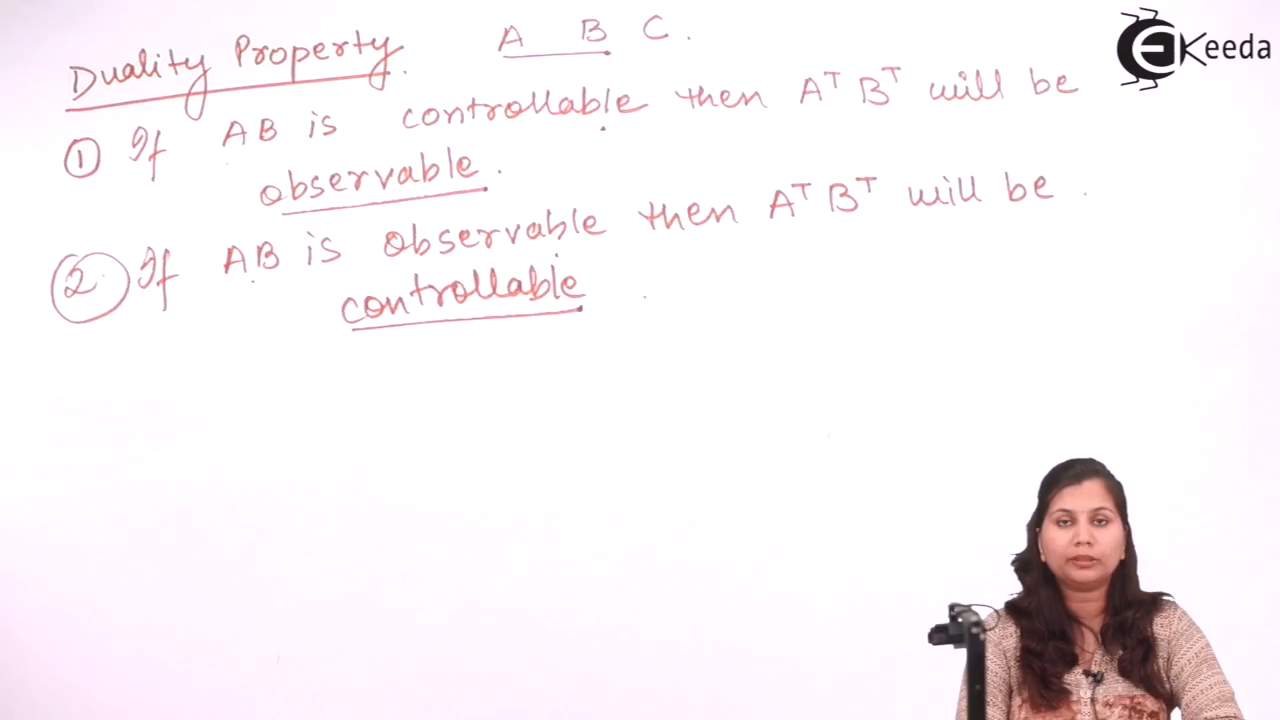 Duality Property. A B C.
① If AB is controllable then Aᵀ Bᵀ will be
observable.
② If AB is observable then Aᵀ Bᵀ will be.
controllable
EKeeda